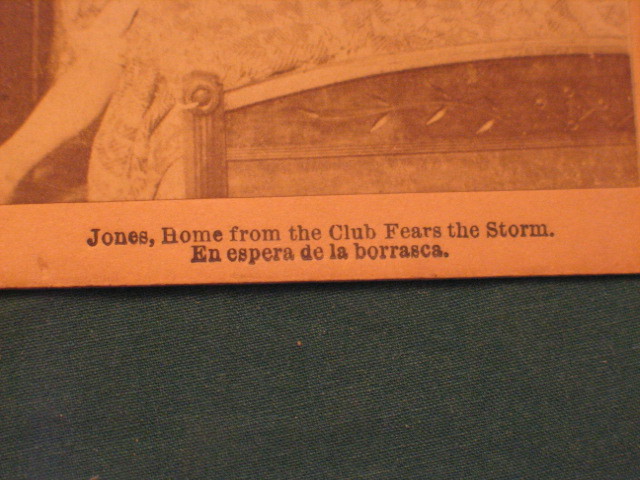 Jones, Home from the Club Fears the Storm.
En espera de la borrasca.